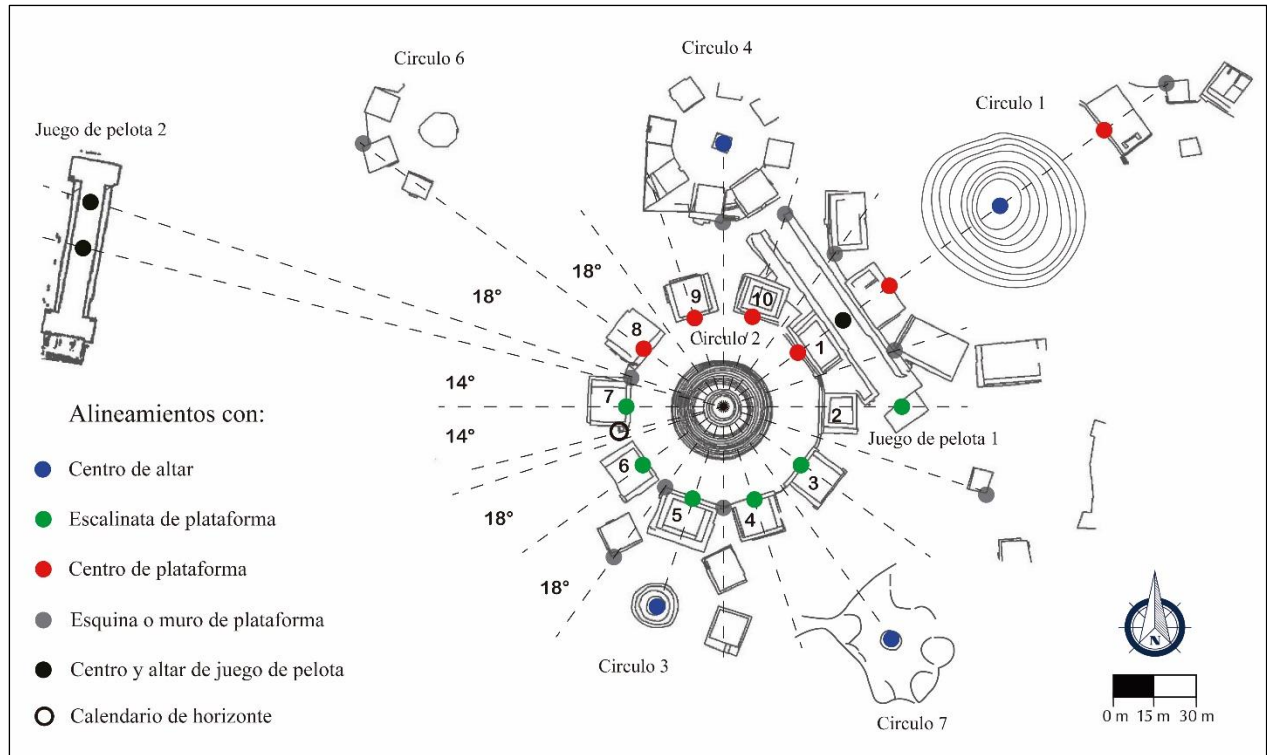 Circulo 6
Circulo 4
Circulo 1
Juego de pelota 2
18°
18°
9
10
8
Circulo 2
1
14°
7
2
14°
Juego de pelota 1
Alineamientos con:
Centro de altar
6
3
Escalinata de plataforma
18°
5
4
Centro de plataforma
18°
Esquina o muro de plataforma
N
Circulo 3
Centro y altar de juego de pelota
Circulo 7
0 m 15 m 30 m
Calendario de horizonte